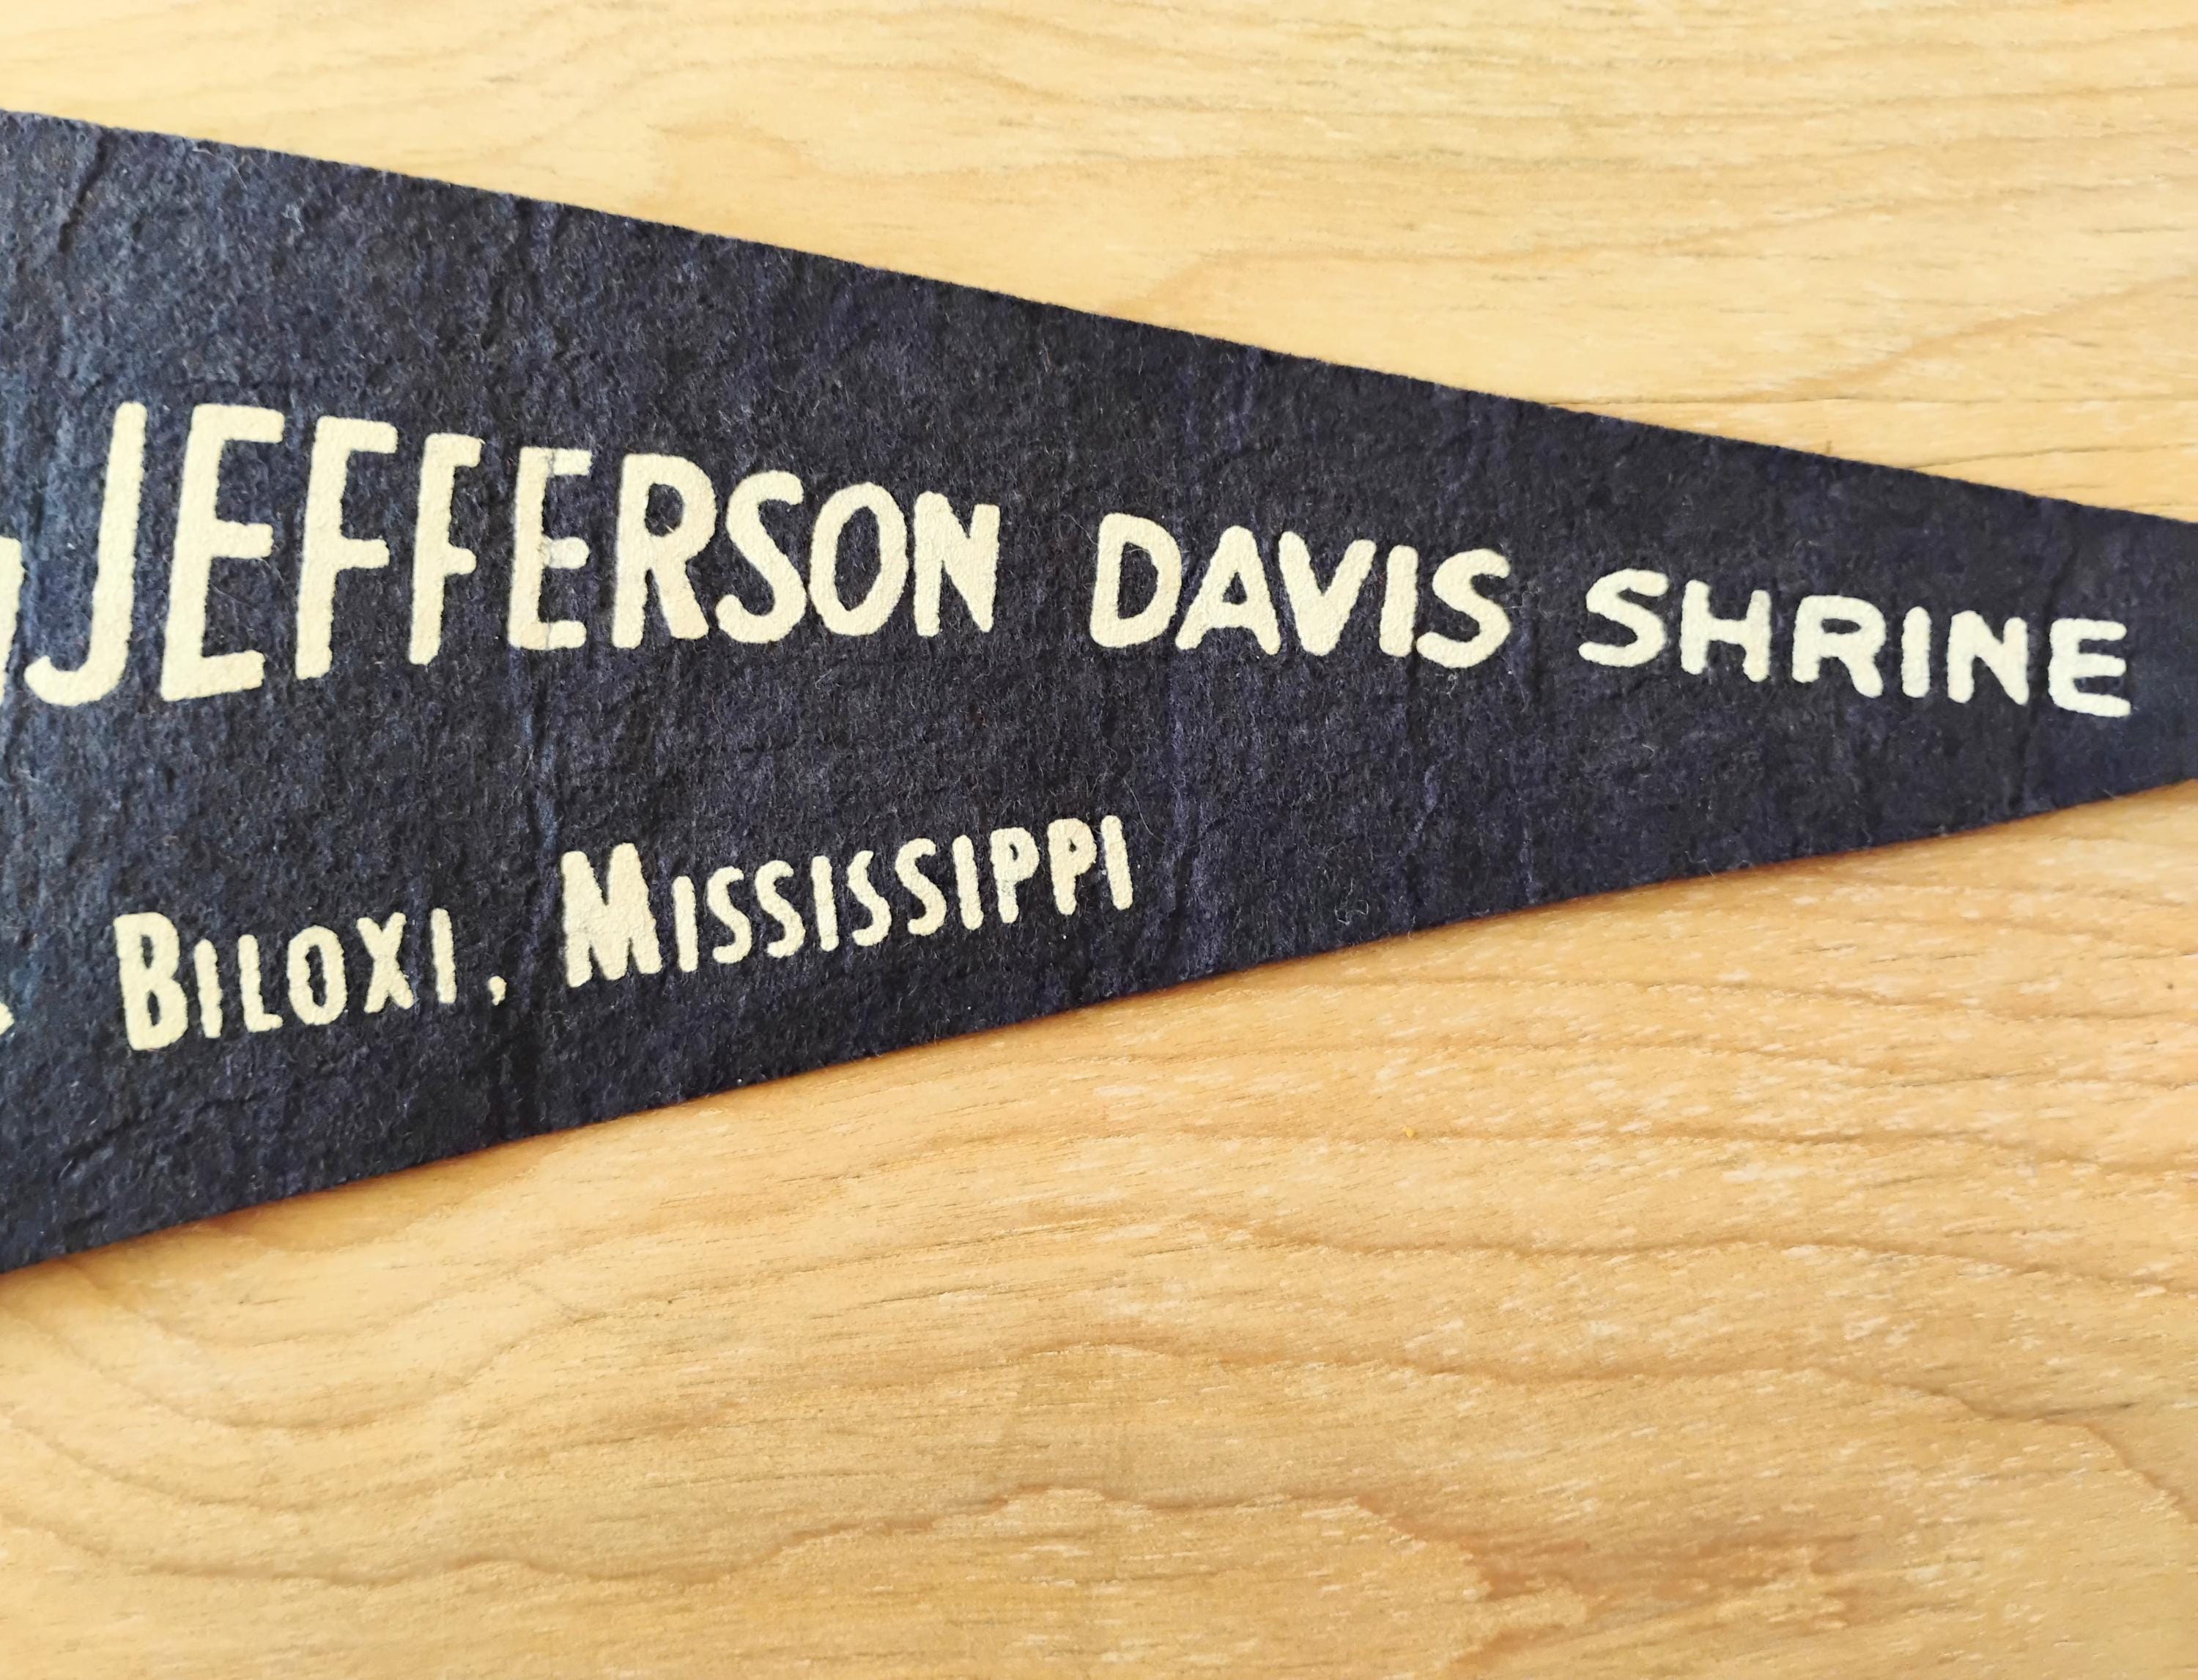 JEFFERSON DAVIS SHRINE
BILOXI, MISSISSIPPI